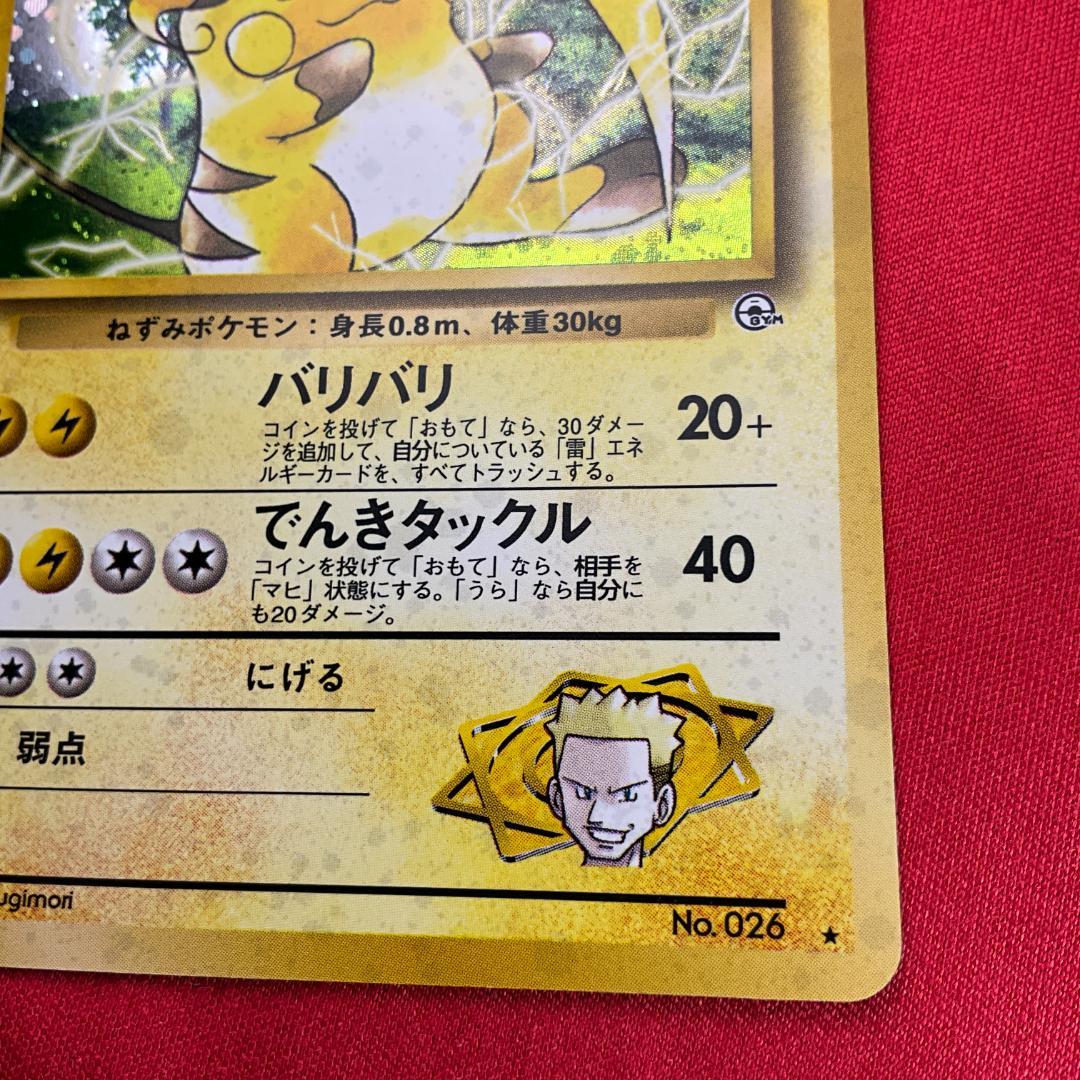 ねずみポケモン：身長0.8m、体重30kg
GYM
バリバリ
20+
コインを投げて「おもて」なら、30ダメー
ジを追加して、自分についている「雷」エネ
ルギーカードを、すべてトラッシュする。
でんきタックル
40
コインを投げて「おもて」なら、相手を
「マヒ」状態にする。「うら」なら自分に
も20ダメージ。
にげる
弱点
ugimori
No. 026